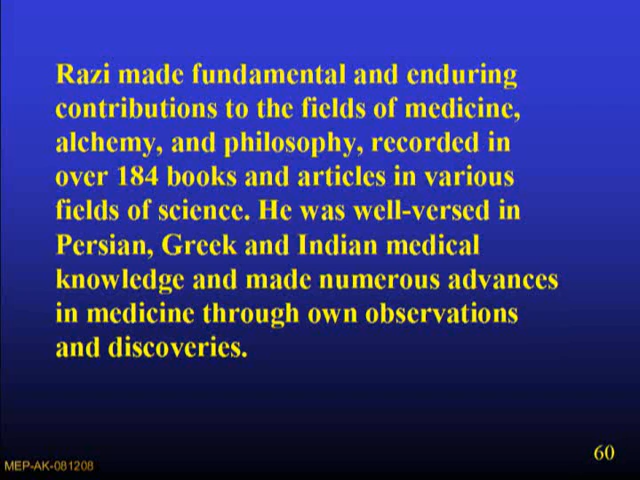 Razi made fundamental and enduring
contributions to the fields of medicine,
alchemy, and philosophy, recorded in
over 184 books and articles in various
fields of science. He was well-versed in
Persian, Greek and Indian medical
knowledge and made numerous advances
in medicine through own observations
and discoveries.
60
MEP-AK-081208